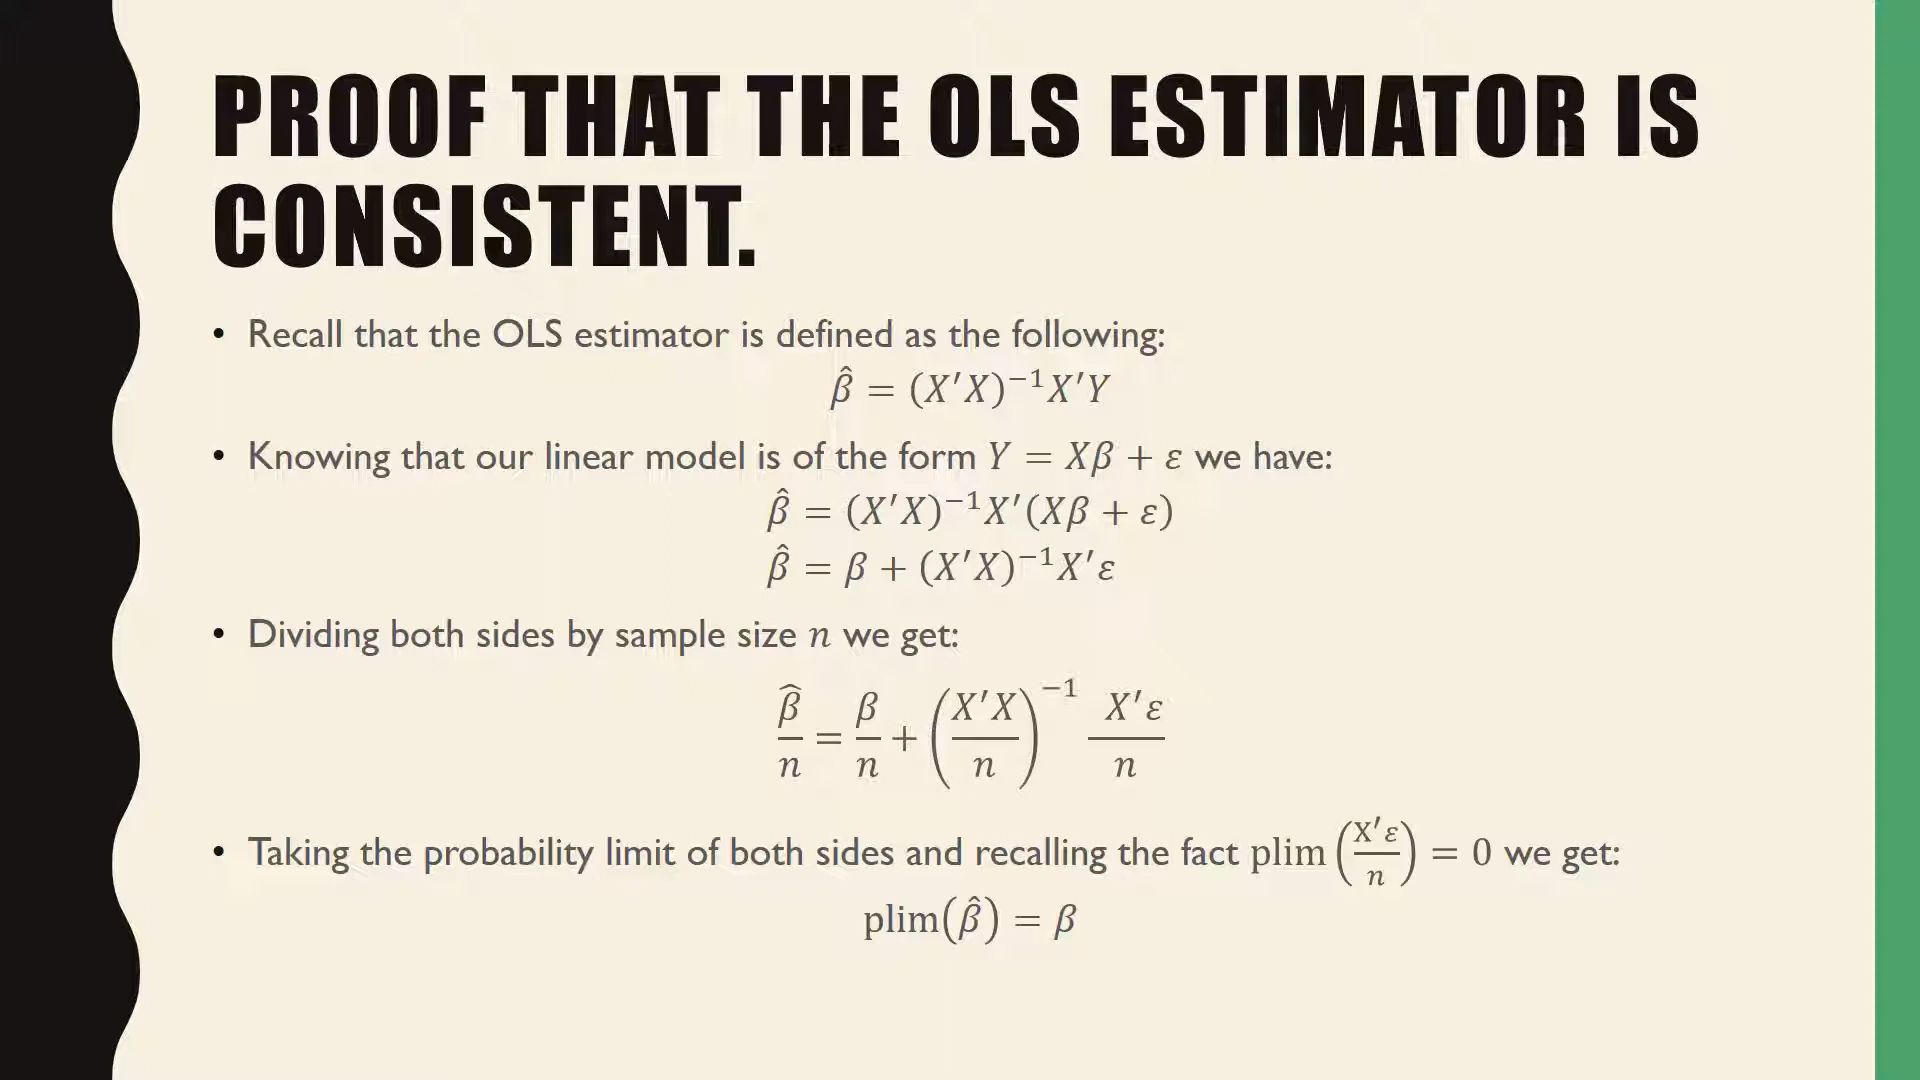 PROOF THAT THE OLS ESTIMATOR IS
CONSISTENT.
• Recall that the OLS estimator is defined as the following:
β̂ = (X′X)⁻¹X′Y
• Knowing that our linear model is of the form Y = Xβ + ε we have:
β̂ = (X′X)⁻¹X′(Xβ + ε)
β̂ = β + (X′X)⁻¹X′ε
• Dividing both sides by sample size n we get:
β̂/n = β/n + (X′X/n)⁻¹ X′ε/n
• Taking the probability limit of both sides and recalling the fact plim(X′ε/n) = 0 we get:
plim(β̂) = β